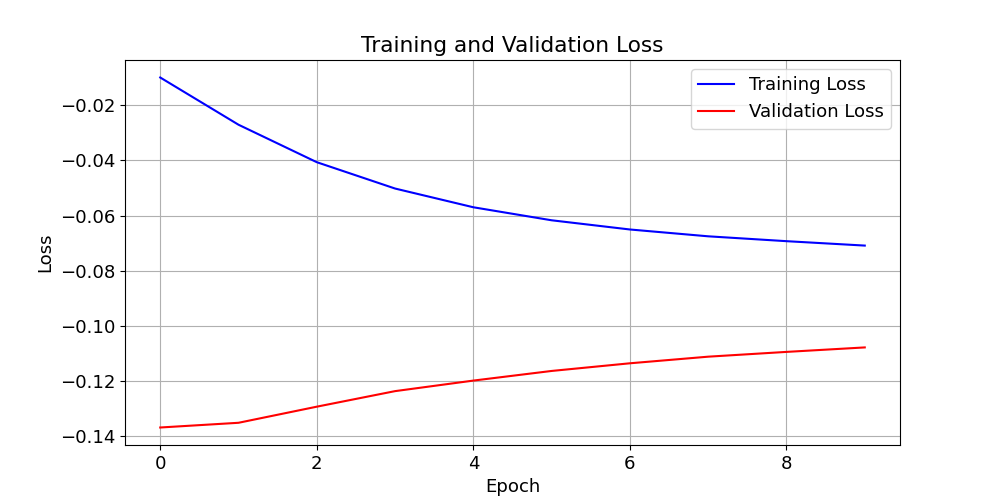 Training and Validation Loss
Training Loss
Validation Loss
−0.02
−0.04
−0.06
−0.08
−0.10
−0.12
−0.14
Loss
0 2 4 6 8
Epoch